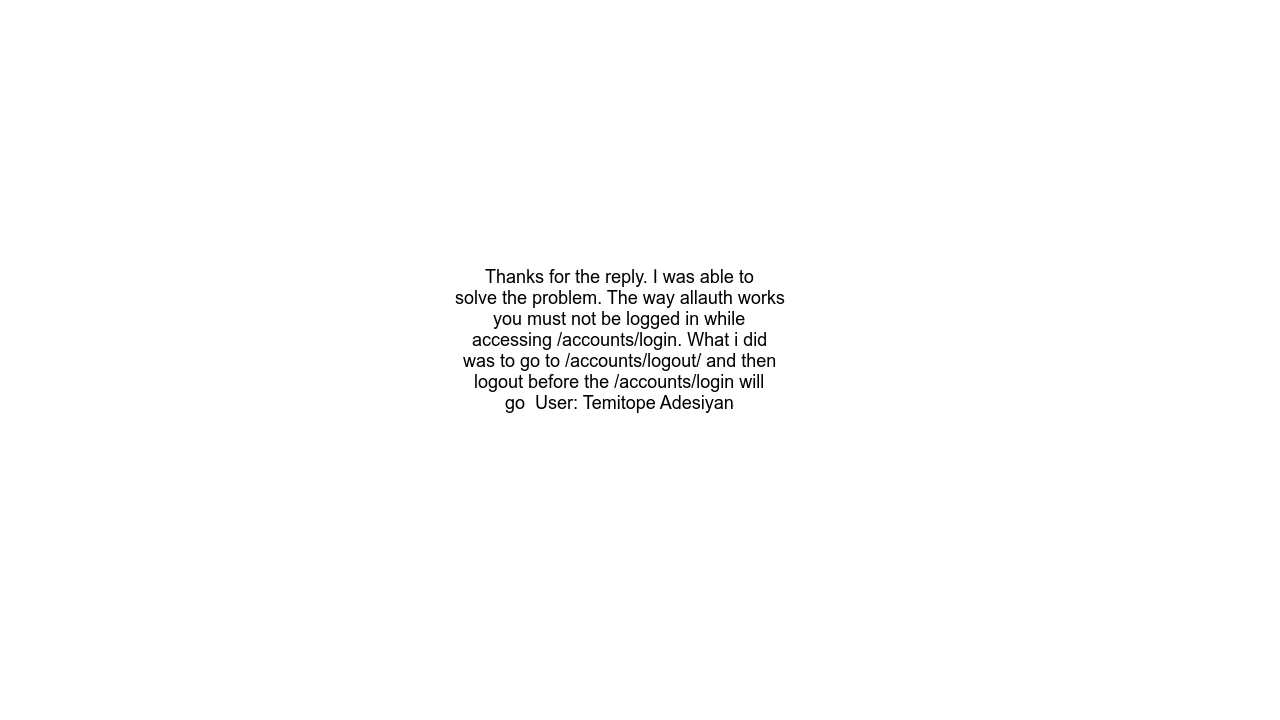 Thanks for the reply. I was able to
solve the problem. The way allauth works
you must not be logged in while
accessing /accounts/login. What i did
was to go to /accounts/logout/ and then
logout before the /accounts/login will
go  User: Temitope Adesiyan